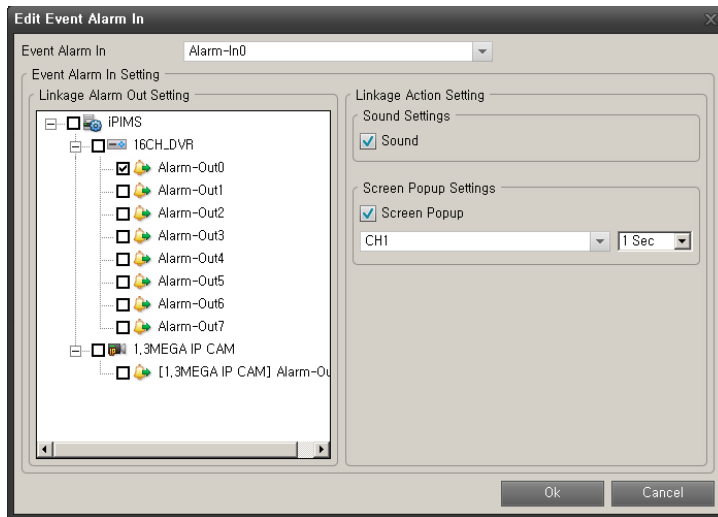 Edit Event Alarm In
Event Alarm In
Alarm-In0
Event Alarm In Setting
Linkage Alarm Out Setting
iPIMS
16CH_DVR
Alarm-Out0
Alarm-Out1
Alarm-Out2
Alarm-Out3
Alarm-Out4
Alarm-Out5
Alarm-Out6
Alarm-Out7
1,3MEGA IP CAM
[1,3MEGA IP CAM] Alarm-Ou
Linkage Action Setting
Sound Settings
Sound
Screen Popup Settings
Screen Popup
CH1
1 Sec
Ok
Cancel